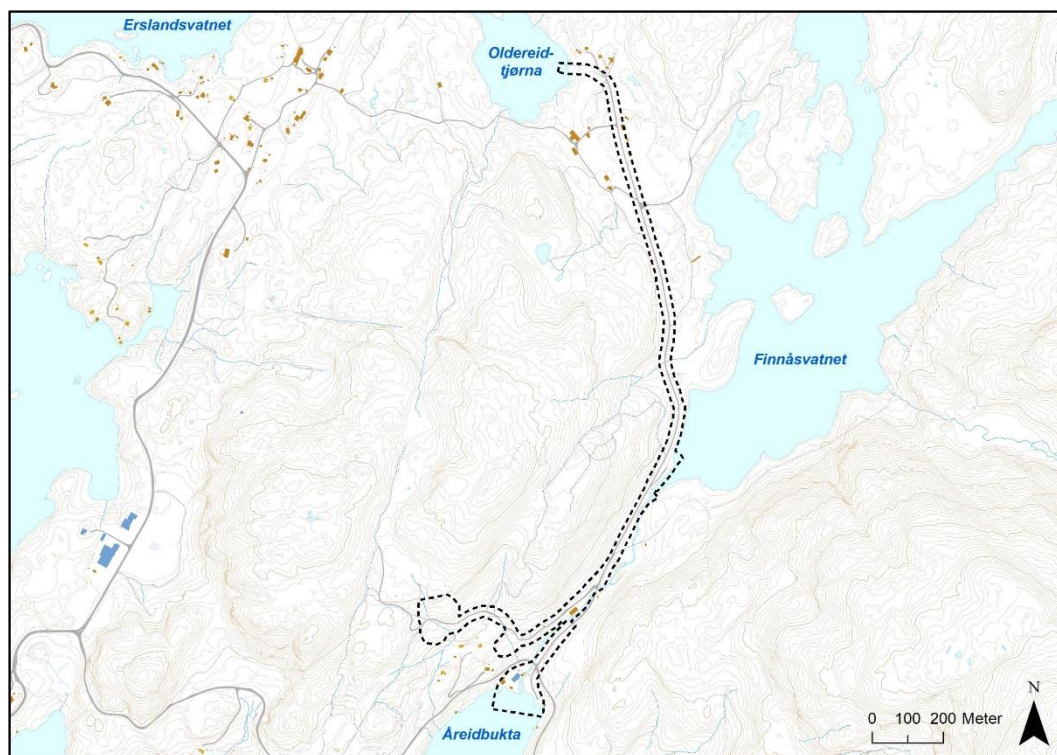 Erslandsvatnet
Oldereid-
tjørna
Finnåsvatnet
Åreidbukta
0 100 200 Meter
N